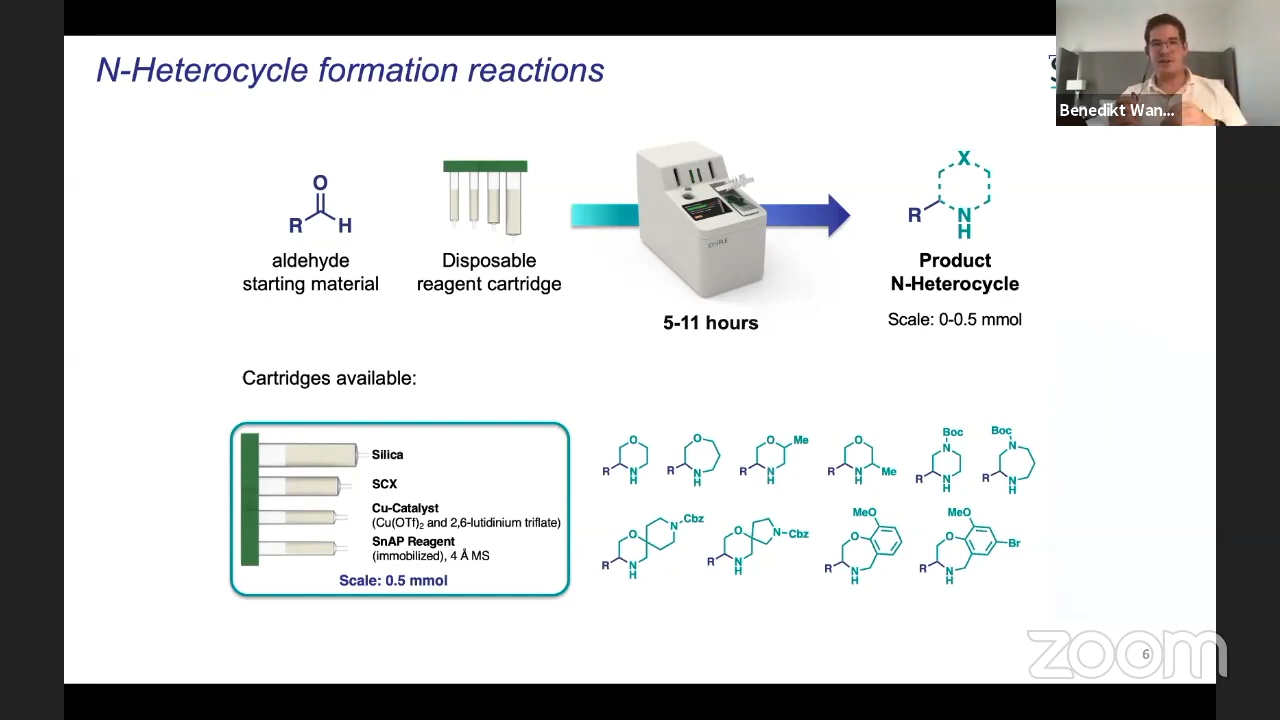 N-Heterocycle formation reactions
S
Benedikt Wan...
O
R
H
aldehyde
starting material
Disposable
reagent cartridge
SYNPLE
5-11 hours
X
R
N
H
Product
N-Heterocycle
Scale: 0-0.5 mmol
Cartridges available:
Silica
SCX
Cu-Catalyst
(Cu(OTf)2 and 2,6-lutidinium triflate)
SnAP Reagent
(immobilized), 4 Å MS
Scale: 0.5 mmol
O
R
N
H
O
R
N
H
O
Me
R
N
H
O
R
N
H
Me
Boc
N
R
N
H
Boc
N
R
N
H
O
N
Cbz
R
N
H
O
N
Cbz
R
N
H
MeO
O
R
N
H
MeO
O
Br
R
N
H
zoom
6